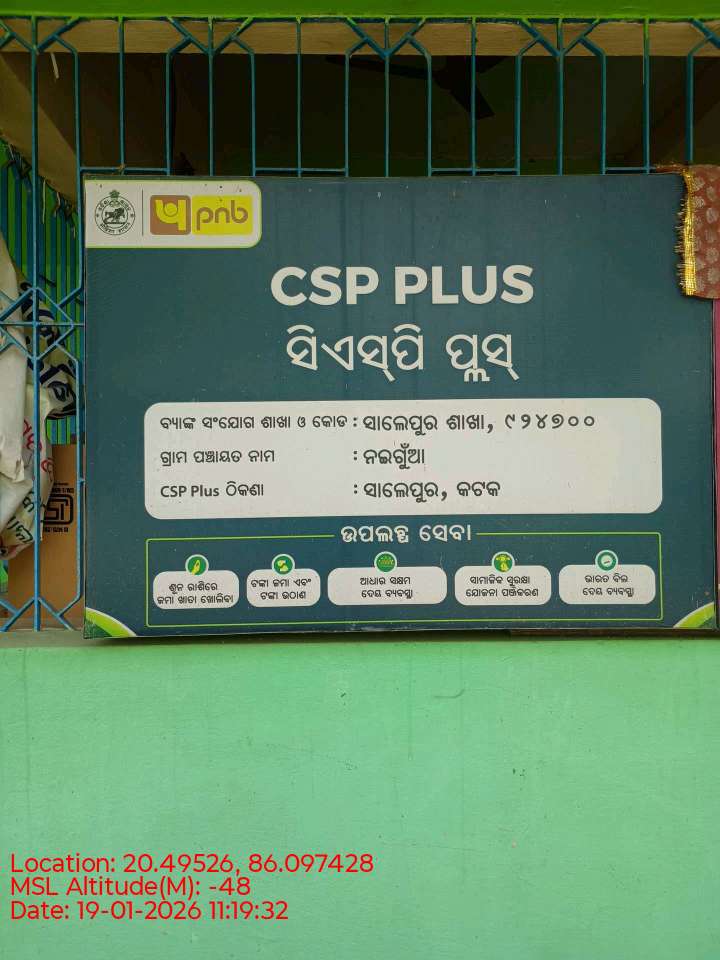 pnb
CSP PLUS
ସିଏସ୍‌ପି ପ୍ଲସ୍
ବ୍ୟାଙ୍କ ସଂଯୋଗ ଶାଖା ଓ କୋଡ : ସାଲେପୁର ଶାଖା, ୯୨୪୭୦୦
ଗ୍ରାମ ପଞ୍ଚାୟତ ନାମ : ନଇଗୁଁଆ
CSP Plus ଠିକଣା : ସାଲେପୁର, କଟକ
ଉପଲବ୍ଧ ସେବା
ଶୂନ ରାଶିରେ
ଜମା ଖାତା ଖୋଲିବା
ଟଙ୍କା ଜମା ଏବଂ
ଟଙ୍କା ଉଠାଣ
ଆଧାର ସକ୍ଷମ
ଦେୟ ବ୍ୟବସ୍ଥା
ସାମାଜିକ ସୁରକ୍ଷା
ଯୋଜନା ପଞ୍ଜିକରଣ
ଭାରତ ବିଲ
ଦେୟ ବ୍ୟବସ୍ଥା
Location: 20.49526, 86.097428
MSL Altitude(M): -48
Date: 19-01-2026 11:19:32